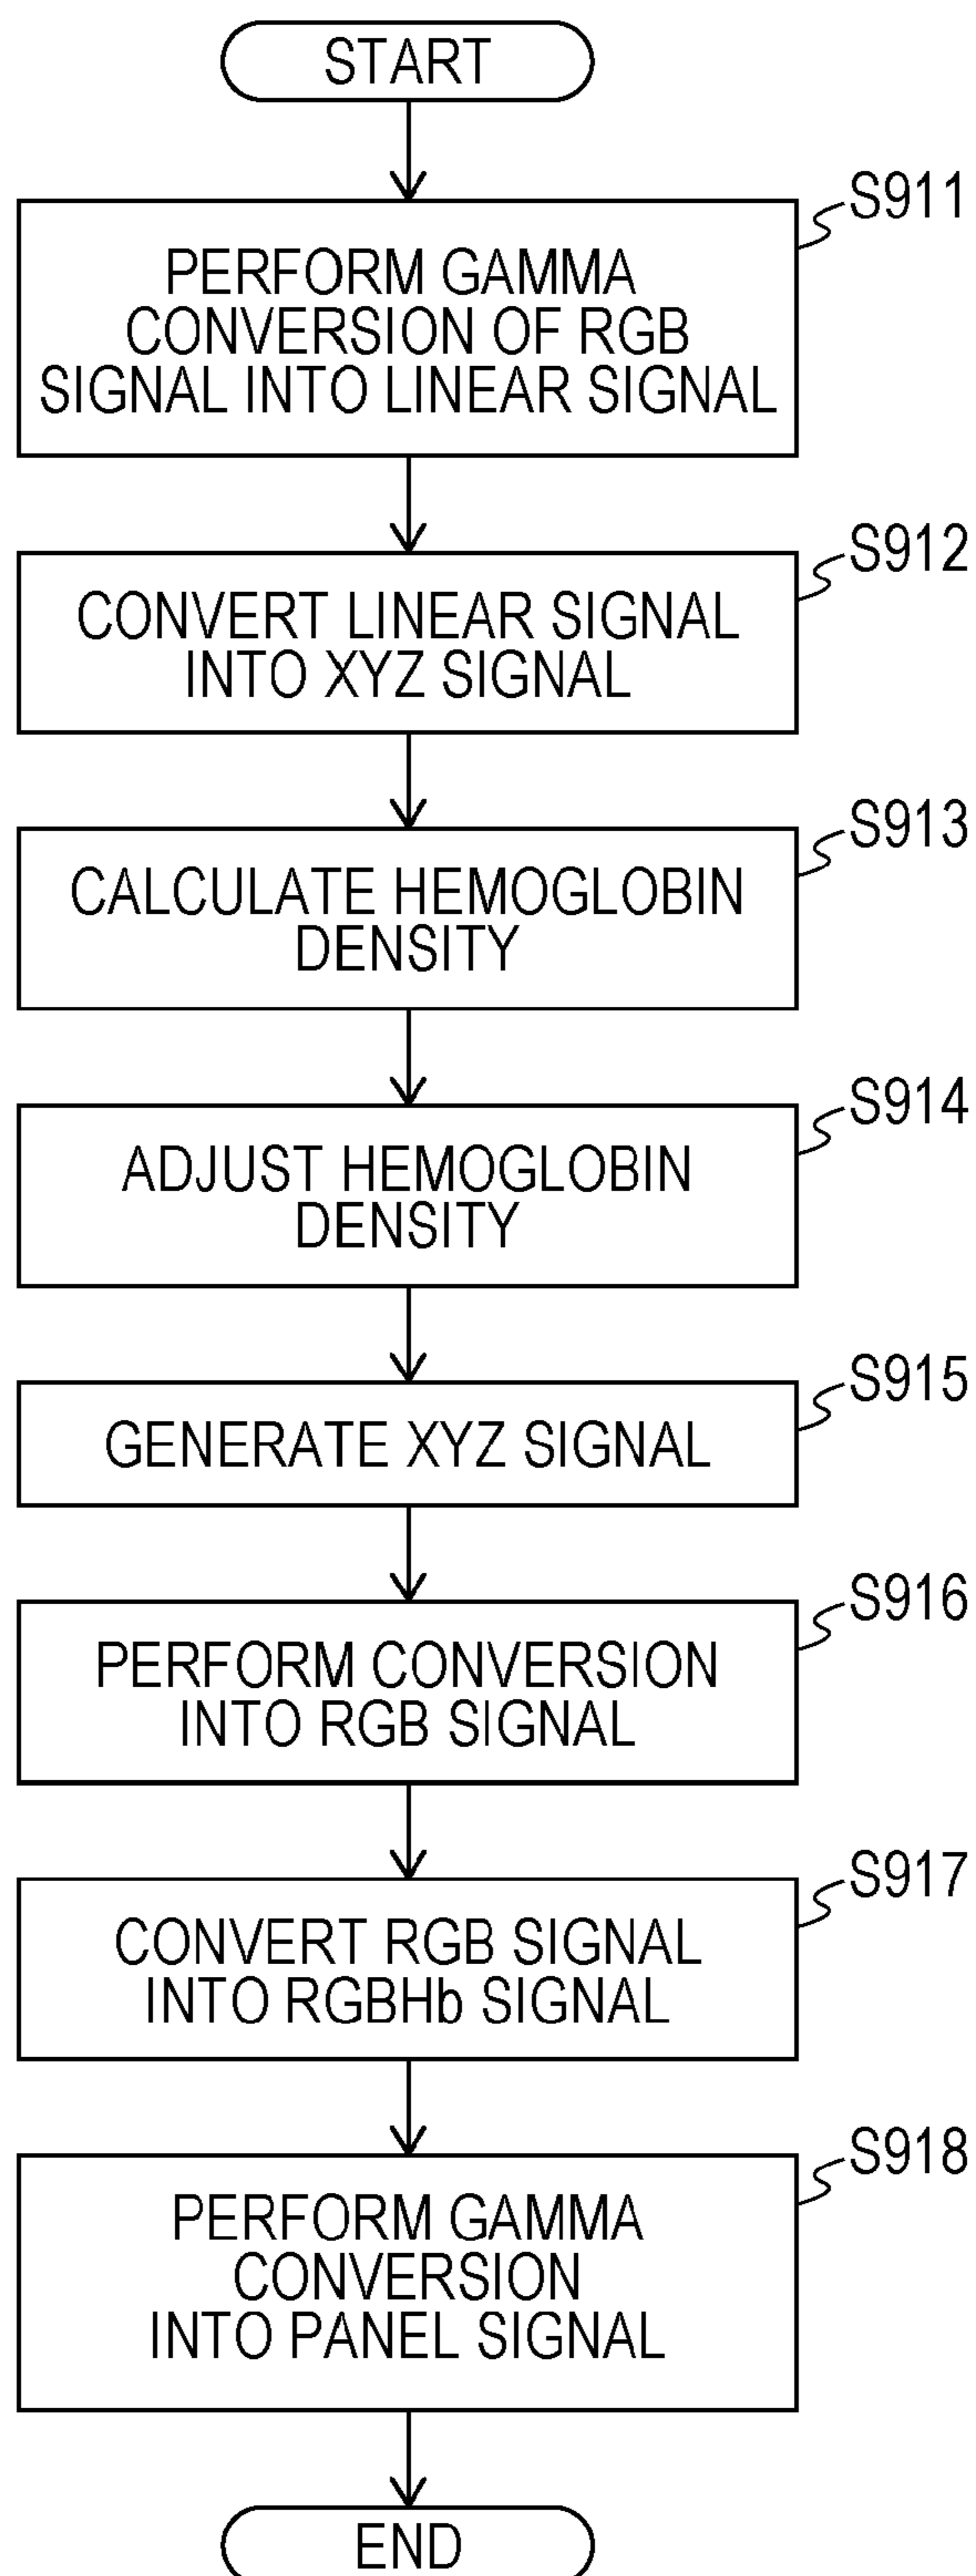 START
S911
PERFORM GAMMA
CONVERSION OF RGB
SIGNAL INTO LINEAR SIGNAL
S912
CONVERT LINEAR SIGNAL
INTO XYZ SIGNAL
S913
CALCULATE HEMOGLOBIN
DENSITY
S914
ADJUST HEMOGLOBIN
DENSITY
S915
GENERATE XYZ SIGNAL
S916
PERFORM CONVERSION
INTO RGB SIGNAL
S917
CONVERT RGB SIGNAL
INTO RGBHb SIGNAL
S918
PERFORM GAMMA
CONVERSION
INTO PANEL SIGNAL
END